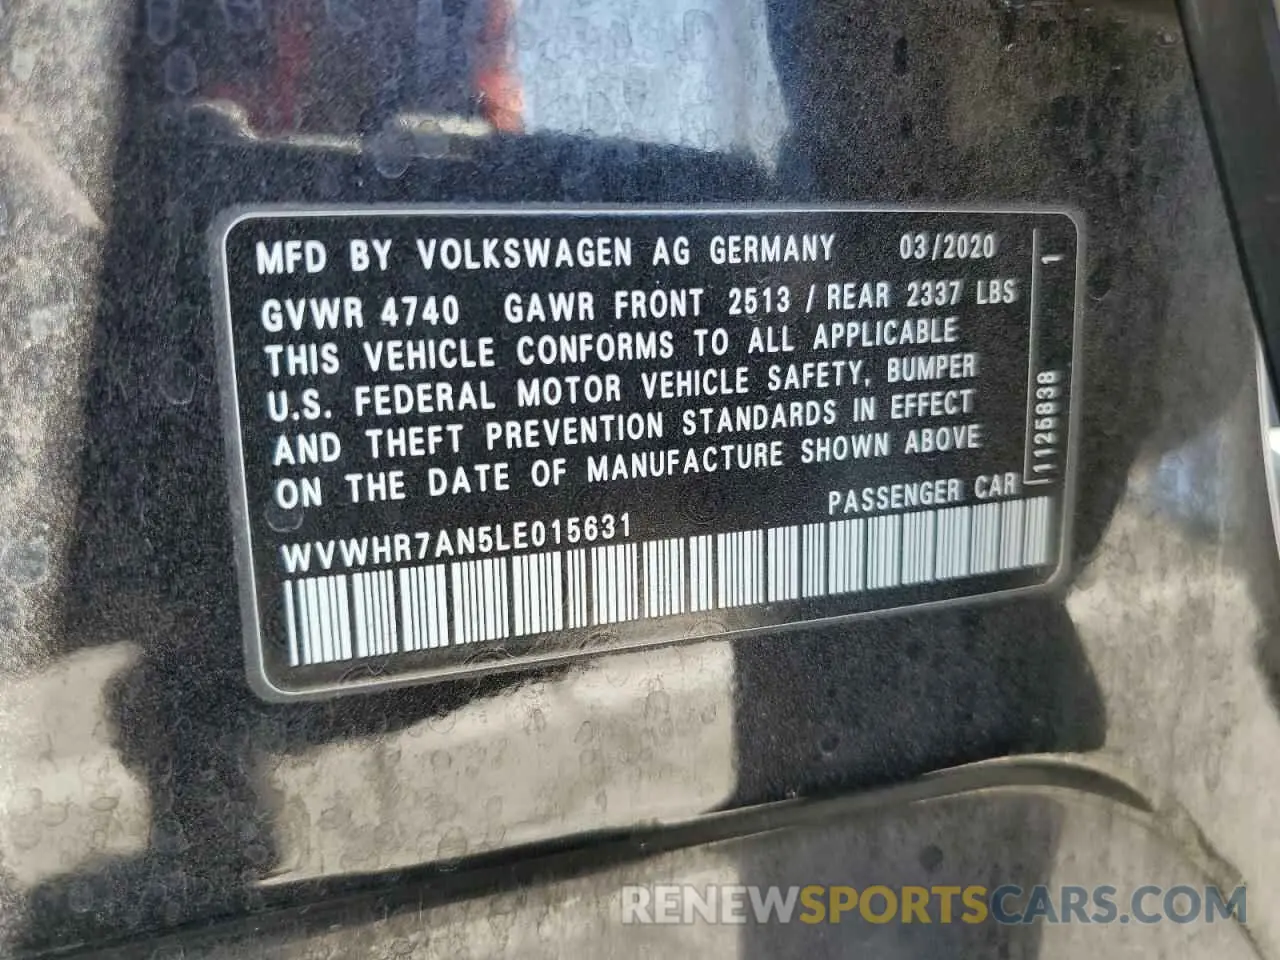 MFD BY VOLKSWAGEN AG GERMANY 03/2020
GVWR 4740 GAWR FRONT 2513 / REAR 2337 LBS
THIS VEHICLE CONFORMS TO ALL APPLICABLE
U.S. FEDERAL MOTOR VEHICLE SAFETY, BUMPER
AND THEFT PREVENTION STANDARDS IN EFFECT
ON THE DATE OF MANUFACTURE SHOWN ABOVE
PASSENGER CAR
WVWHR7AN5LE015631
1125838 1
RENEWSPORTSCARS.COM